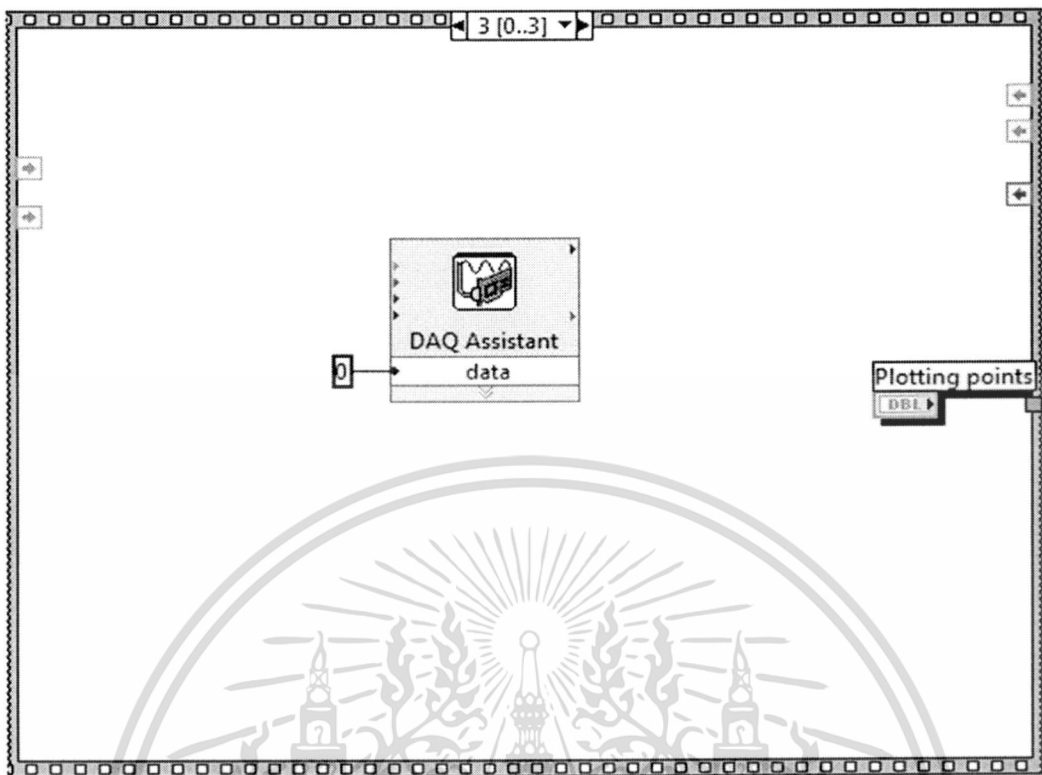 3 [0..3]
DAQ Assistant
0
data
Plotting points
DBL